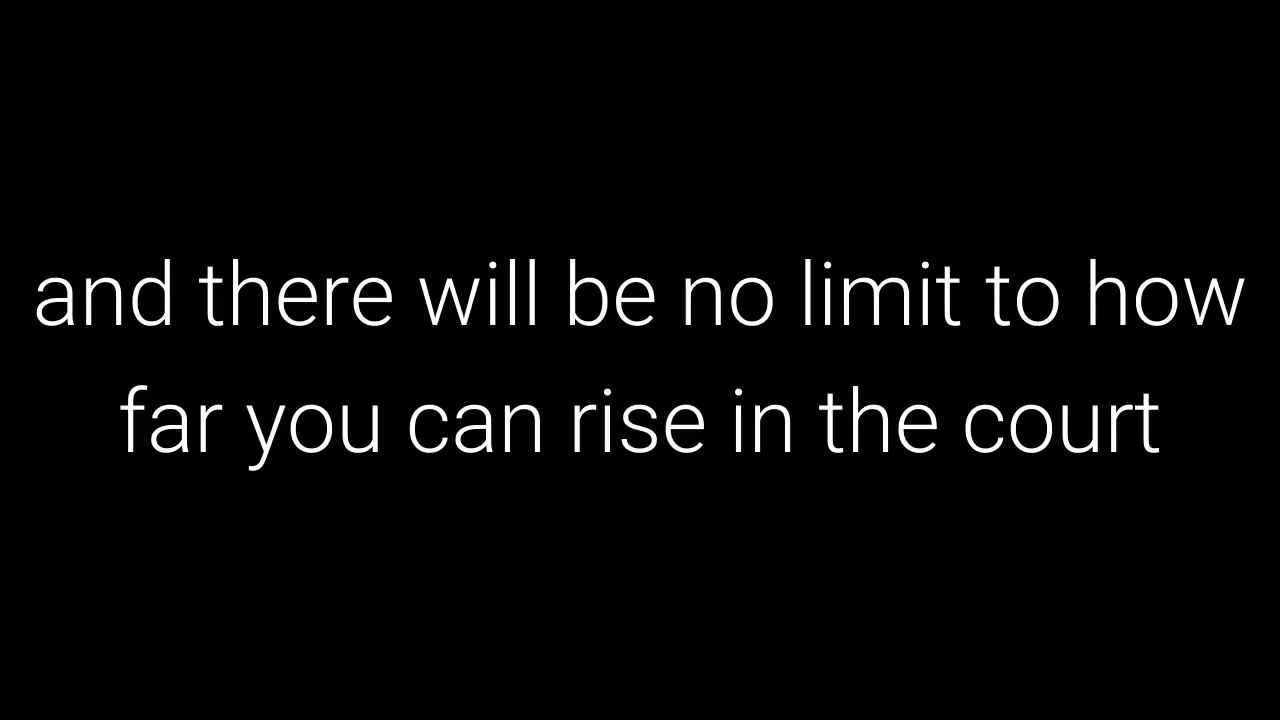 and there will be no limit to how
far you can rise in the court